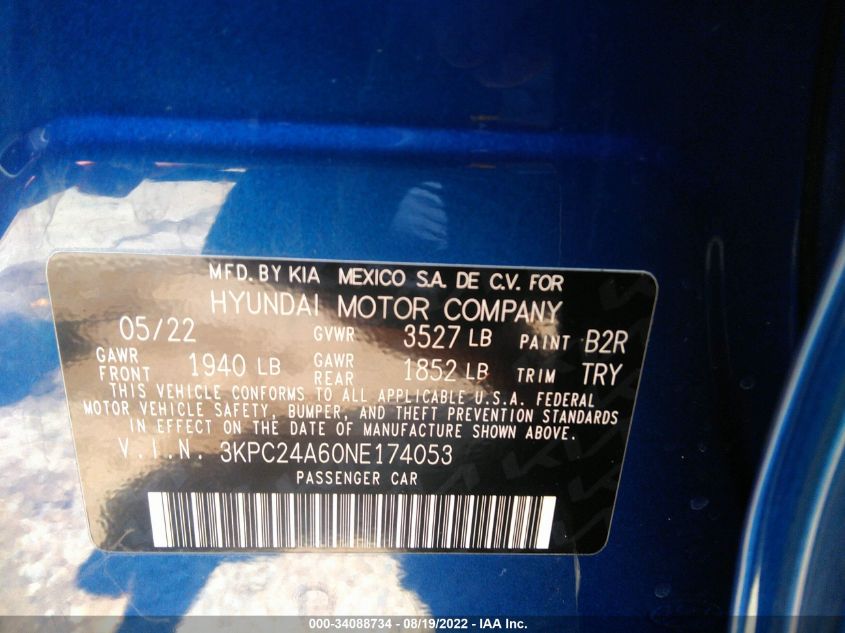 MFD. BY KIA MEXICO S.A. DE C.V. FOR
HYUNDAI MOTOR COMPANY
05/22 GVWR 3527 LB PAINT B2R
GAWR FRONT 1940 LB GAWR REAR 1852 LB TRIM TRY
THIS VEHICLE CONFORMS TO ALL APPLICABLE U.S.A. FEDERAL
MOTOR VEHICLE SAFETY, BUMPER, AND THEFT PREVENTION STANDARDS
IN EFFECT ON THE DATE OF MANUFACTURE SHOWN ABOVE.
V.I.N. 3KPC24A60NE174053
PASSENGER CAR
000-34088734 - 08/19/2022 - IAA Inc.